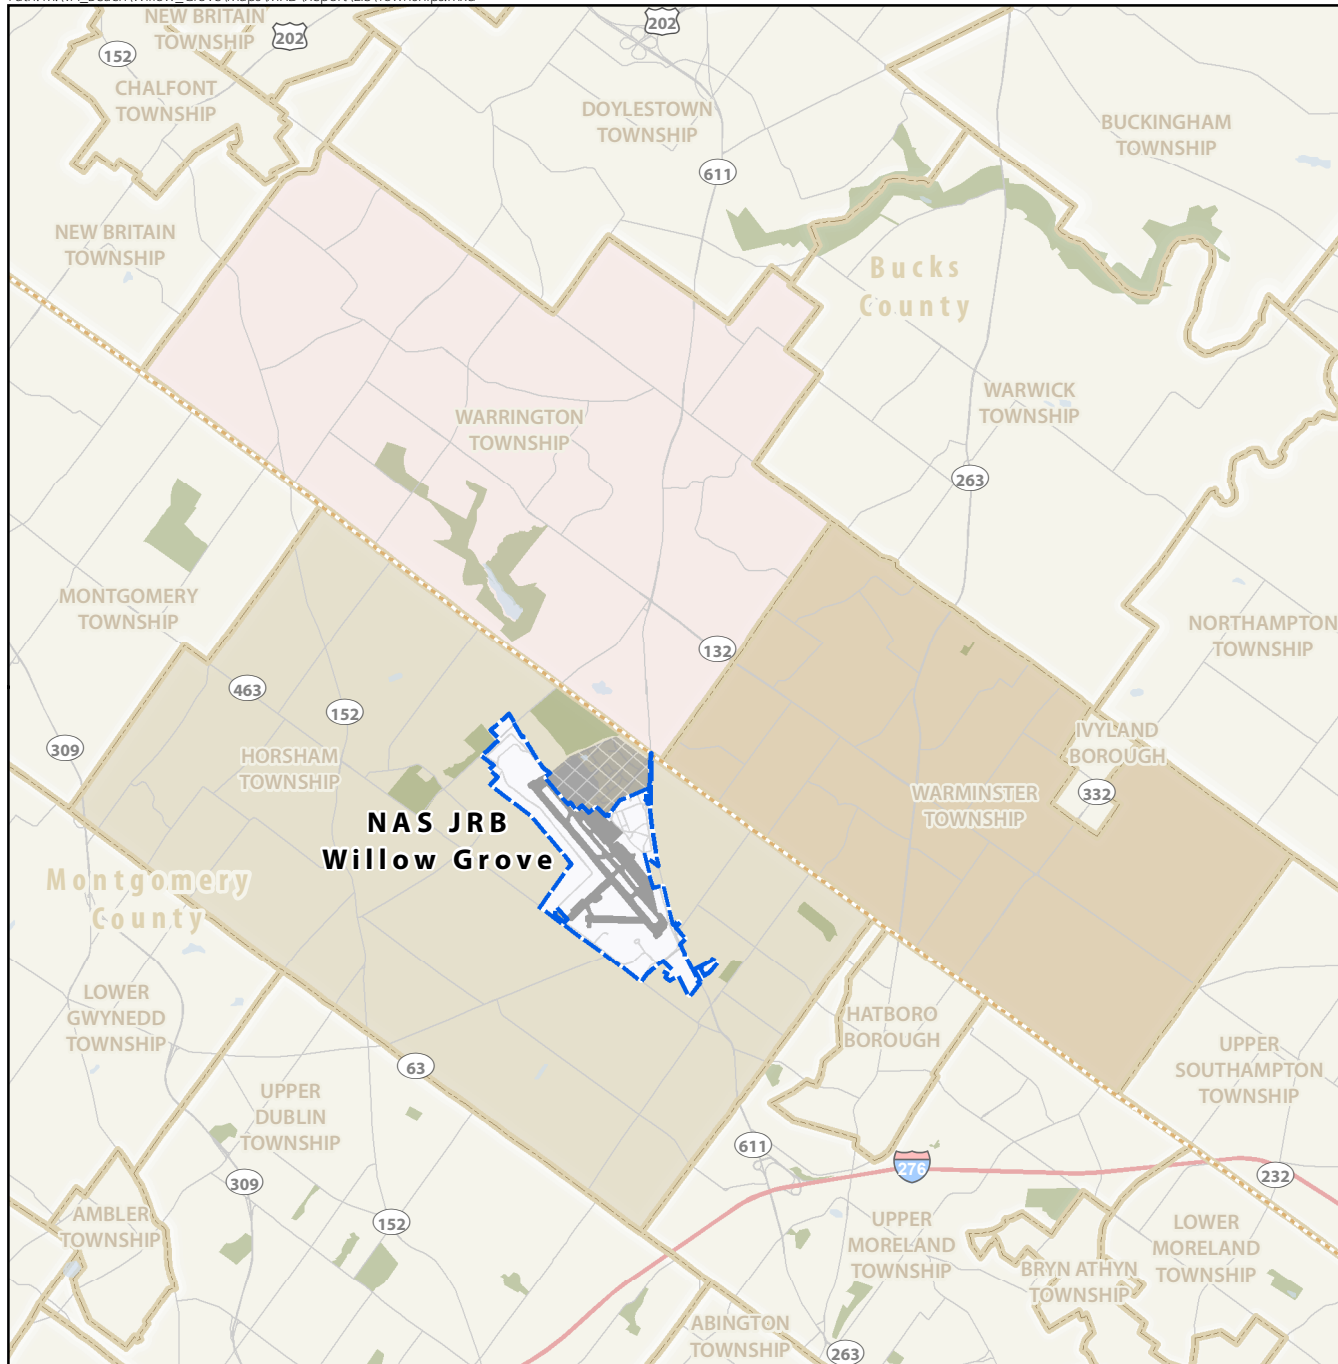 NEW BRITAIN
TOWNSHIP
202
202
152
CHALFONT
TOWNSHIP
DOYLESTOWN
TOWNSHIP
BUCKINGHAM
TOWNSHIP
611
NEW BRITAIN
TOWNSHIP
Bucks
County
WARWICK
TOWNSHIP
WARRINGTON
TOWNSHIP
263
MONTGOMERY
TOWNSHIP
NORTHAMPTON
TOWNSHIP
132
463
152
309
HORSHAM
TOWNSHIP
IVYLAND
BOROUGH
332
WARMINSTER
TOWNSHIP
NAS JRB
Willow Grove
Montgomery
County
LOWER
GWYNEDD
TOWNSHIP
HATBORO
BOROUGH
UPPER
SOUTHAMPTON
TOWNSHIP
63
UPPER
DUBLIN
TOWNSHIP
611
276
232
309
152
AMBLER
TOWNSHIP
UPPER
MORELAND
TOWNSHIP
LOWER
MORELAND
TOWNSHIP
BRYN ATHYN
TOWNSHIP
ABINGTON
TOWNSHIP
263